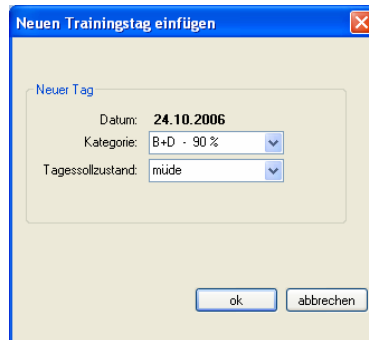 Neuen Trainingstag einfügen
Neuer Tag
Datum: 24.10.2006
Kategorie: B+D - 90 %
Tagessollzustand: müde
ok abbrechen